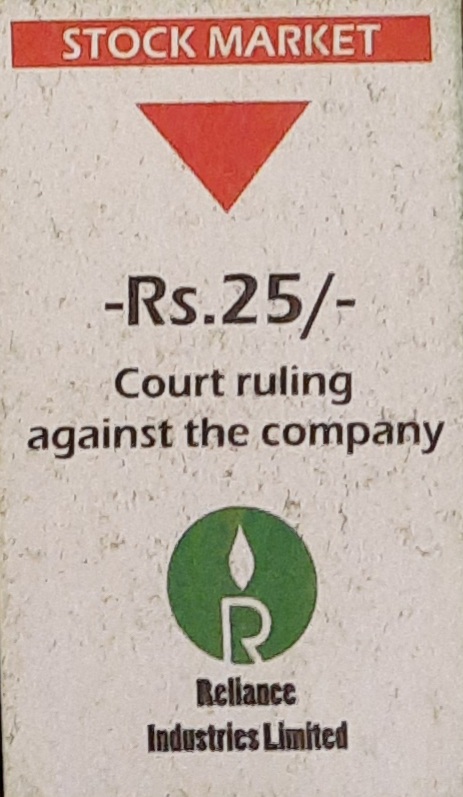 STOCK MARKET
-Rs.25/-
Court ruling
against the company
R
Reliance
Industries Limited